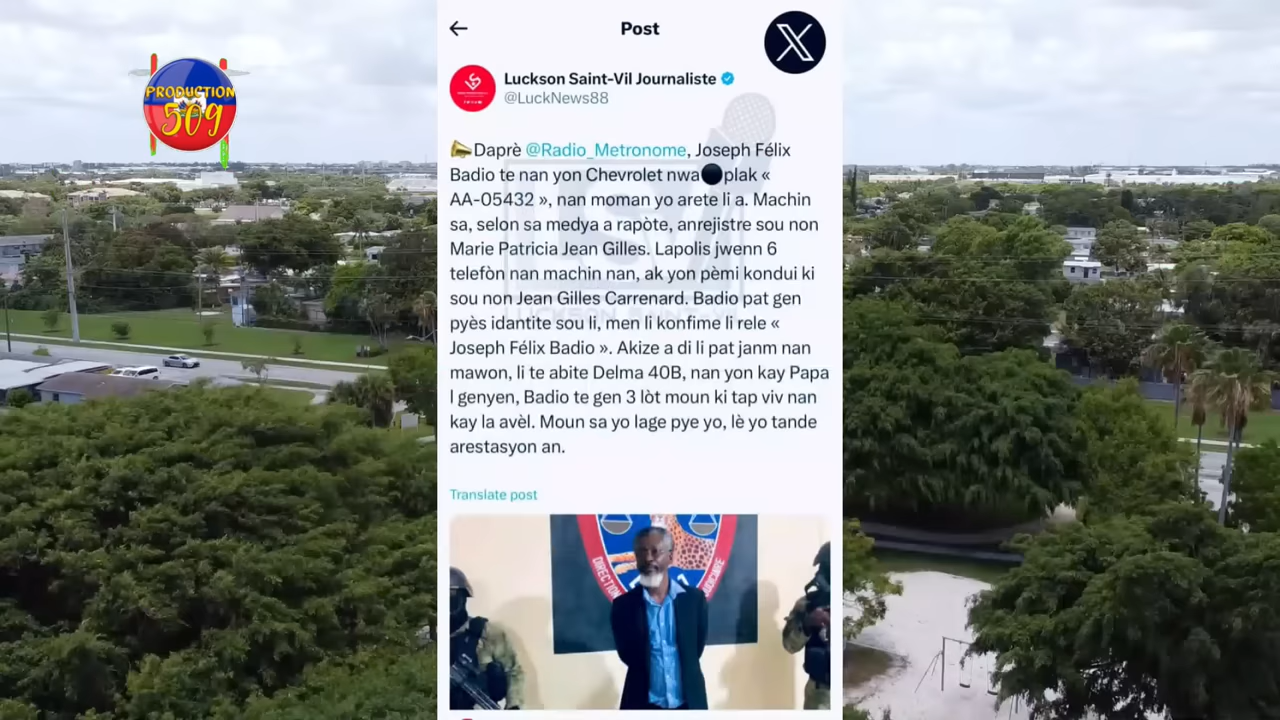 PRODUCTION
509
Post
Luckson Saint-Vil Journaliste
@LuckNews88
Daprè @Radio_Metronome, Joseph Félix
Badio te nan yon Chevrolet nwa plak «
AA-05432 », nan moman yo arete li a. Machin
sa, selon sa medya a rapòte, anrejistre sou non
Marie Patricia Jean Gilles. Lapolis jwenn 6
telefòn nan machin nan, ak yon pèmi kondui ki
sou non Jean Gilles Carrenard. Badio pat gen
pyès idantite sou li, men li konfime li rele «
Joseph Félix Badio ». Akize a di li pat janm nan
mawon, li te abite Delma 40B, nan yon kay Papa
l genyen, Badio te gen 3 lòt moun ki tap viv nan
kay la avèl. Moun sa yo lage pye yo, lè yo tande
arestasyon an.
Translate post